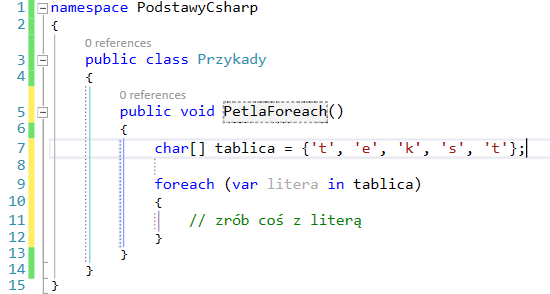 1 namespace PodstawyCsharp
2 {
0 references
3 public class Przykady
4 {
0 references
5 public void PetlaForeach()
6 {
7 char[] tablica = {'t', 'e', 'k', 's', 't'};
8
9 foreach (var litera in tablica)
10 {
11 // zrób coś z literą
12 }
13 }
14 }
15 }